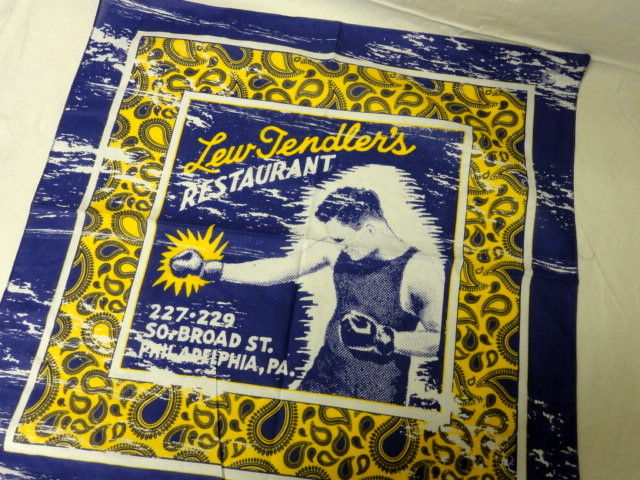 Lew Tendler's
RESTAURANT
227-229
SO. BROAD ST.
PHILADELPHIA, PA.